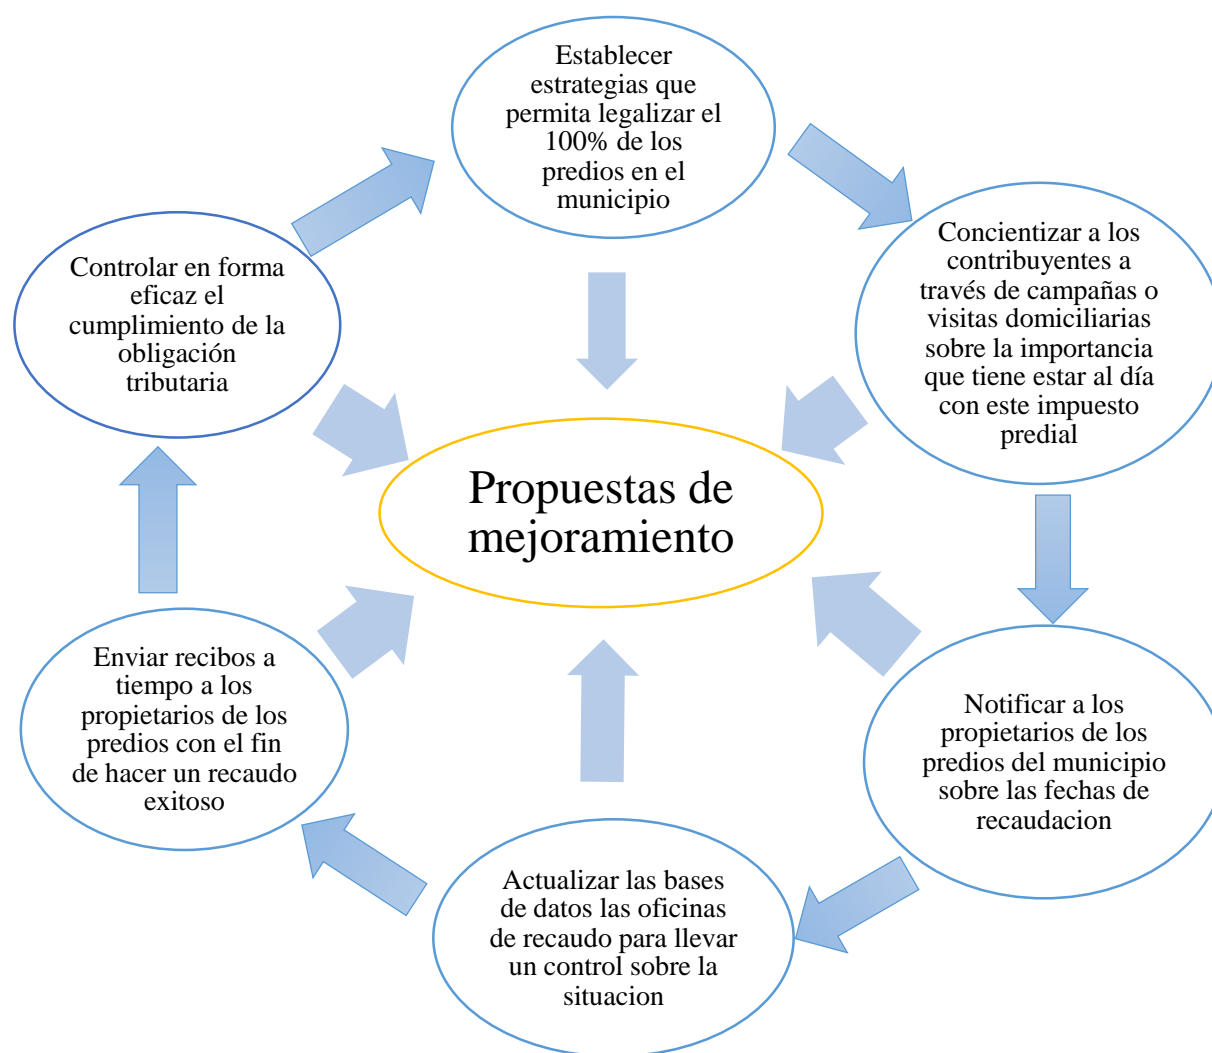 Establecer
estrategias que
permita legalizar el
100% de los
predios en el
municipio
Concientizar a los
contribuyentes a
través de campañas o
visitas domiciliarias
sobre la importancia
que tiene estar al día
con este impuesto
predial
Notificar a los
propietarios de los
predios del municipio
sobre las fechas de
recaudacion
Actualizar las bases
de datos las oficinas
de recaudo para llevar
un control sobre la
situacion
Enviar recibos a
tiempo a los
propietarios de los
predios con el fin
de hacer un recaudo
exitoso
Controlar en forma
eficaz el
cumplimiento de la
obligación
tributaria
Propuestas de
mejoramiento